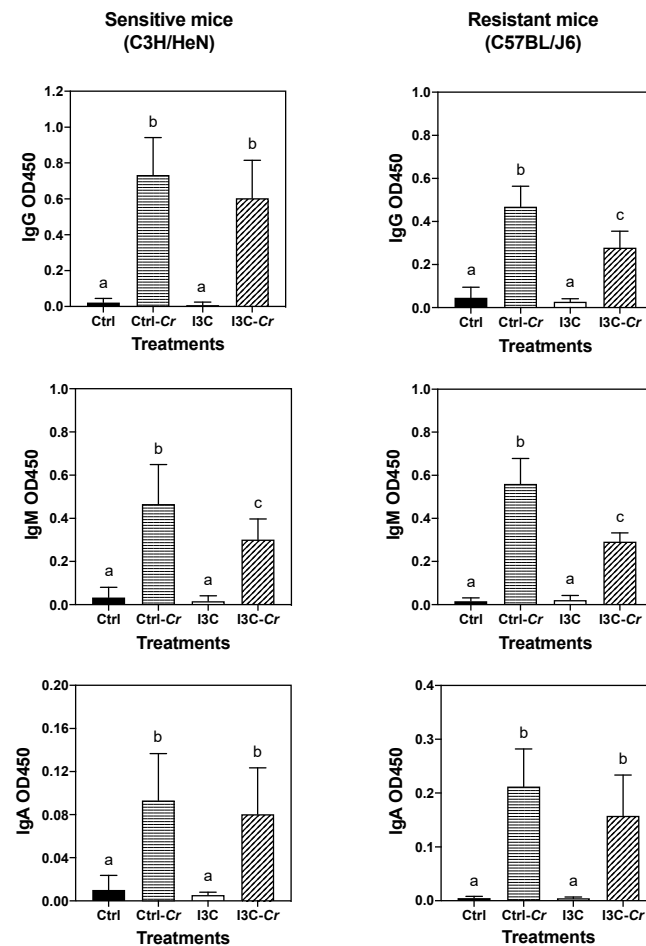 Sensitive mice
(C3H/HeN)
Resistant mice
(C57BL/J6)
IgG OD450
1.2
1.0
0.8
0.6
0.4
0.2
0.0
a
b
a
b
Ctrl Ctrl-Cr I3C I3C-Cr
Treatments
IgG OD450
1.0
0.8
0.6
0.4
0.2
0.0
a
b
a
c
Ctrl Ctrl-Cr I3C I3C-Cr
Treatments
IgM OD450
1.0
0.8
0.6
0.4
0.2
0.0
a
b
a
c
Ctrl Ctrl-Cr I3C I3C-Cr
Treatments
IgM OD450
1.0
0.8
0.6
0.4
0.2
0.0
a
b
a
c
Ctrl Ctrl-Cr I3C I3C-Cr
Treatments
IgA OD450
0.20
0.16
0.12
0.08
0.04
0.00
a
b
a
b
Ctrl Ctrl-Cr I3C I3C-Cr
Treatments
IgA OD450
0.4
0.3
0.2
0.1
0.0
a
b
a
b
Ctrl Ctrl-Cr I3C I3C-Cr
Treatments